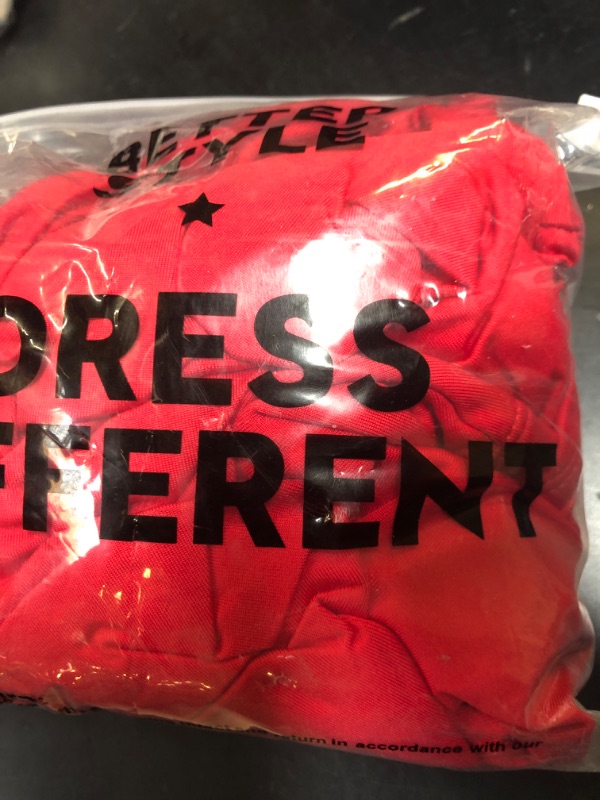 BETTER
STYLE
DRESS
FFERENT
turn in accordance with our